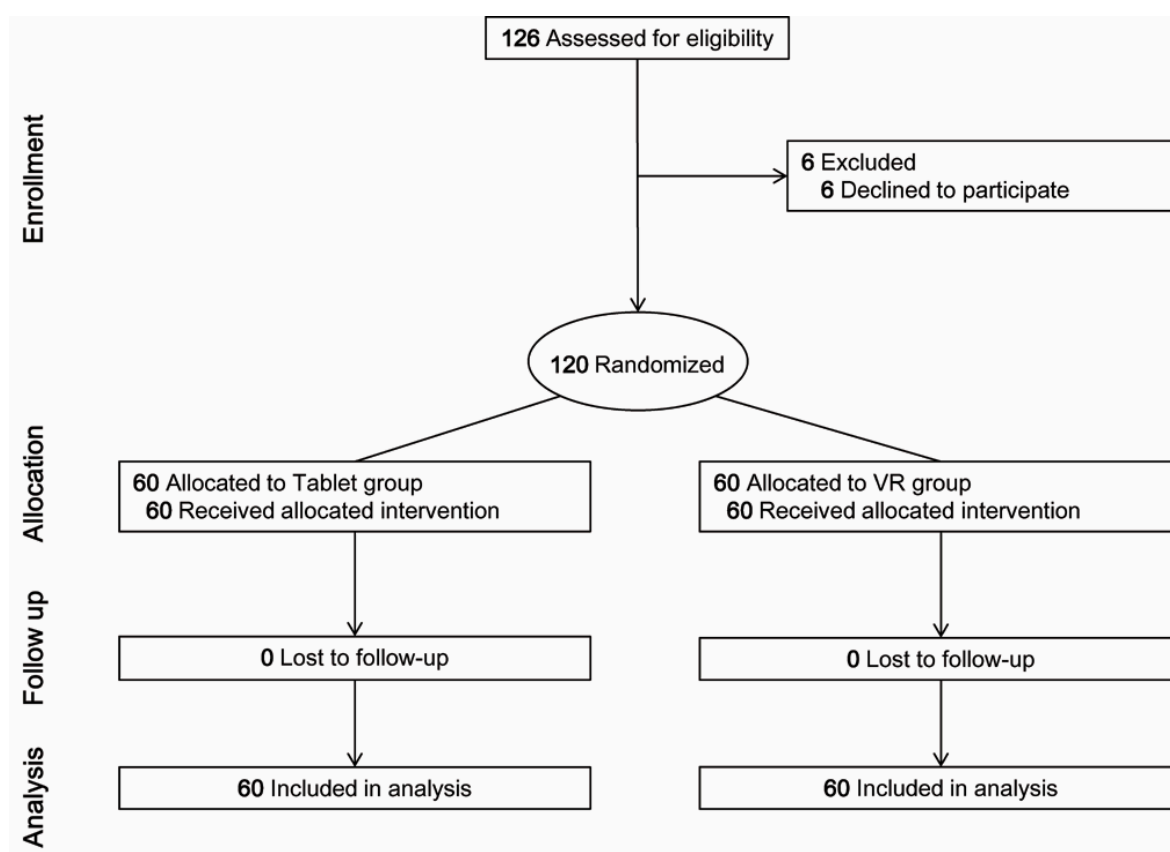 126 Assessed for eligibility
Enrollment
6 Excluded
6 Declined to participate
120 Randomized
Allocation
60 Allocated to Tablet group
60 Received allocated intervention
60 Allocated to VR group
60 Received allocated intervention
Follow up
0 Lost to follow-up
0 Lost to follow-up
Analysis
60 Included in analysis
60 Included in analysis